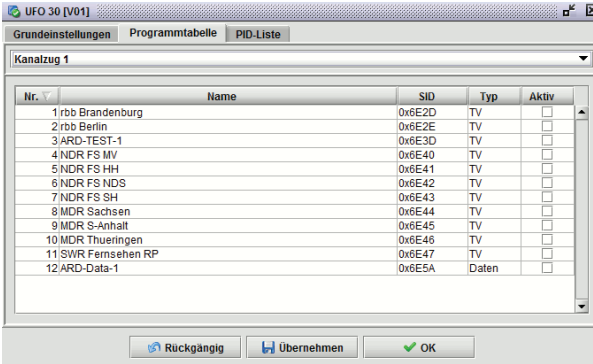 UFO 30 [V01]
Grundeinstellungen Programmtabelle PID-Liste
Kanalzug 1
Nr. Name SID Typ Aktiv
1 rbb Brandenburg 0x6E2D TV
2 rbb Berlin 0x6E2E TV
3 ARD-TEST-1 0x6E3D TV
4 NDR FS MV 0x6E40 TV
5 NDR FS HH 0x6E41 TV
6 NDR FS NDS 0x6E42 TV
7 NDR FS SH 0x6E43 TV
8 MDR Sachsen 0x6E44 TV
9 MDR S-Anhalt 0x6E45 TV
10 MDR Thueringen 0x6E46 TV
11 SWR Fernsehen RP 0x6E47 TV
12 ARD-Data-1 0x6E5A Daten
Rückgängig Übernehmen OK